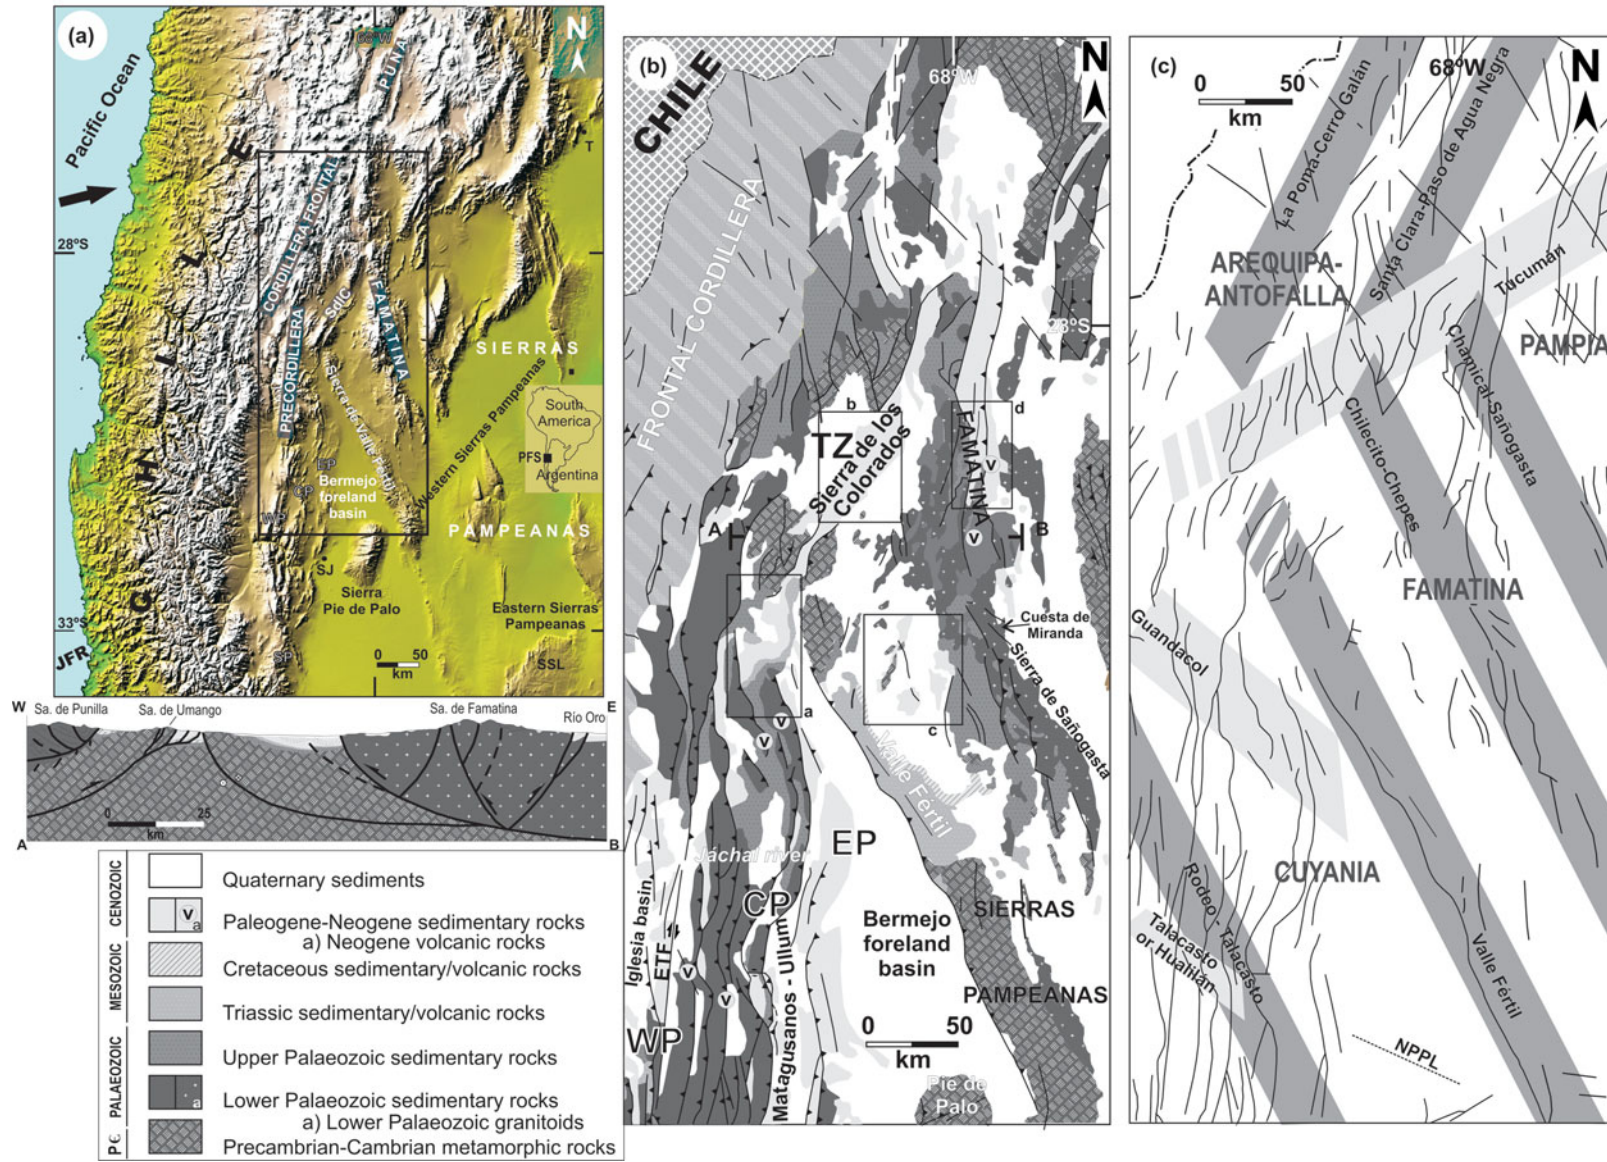 (a)
Pacific Ocean
68ºW
PUNA
N
T
CHILE
28ºS
CORDILLERA FRONTAL
PRECORDILLERA
SdlC
FAMATINA
Sierra de Valle Fértil
SIERRAS
Western Sierras Pampeanas
South
America
PFS
Argentina
EP
CP
WP
Bermejo
foreland
basin
PAMPEANAS
SJ
Sierra
Pie de Palo
33ºS
JFR
SP
0 50
km
Eastern Sierras
Pampeanas
SSL
W
Sa. de Punilla
Sa. de Umango
Sa. de Famatina
E
Río Oro
0 25
km
A
B
CENOZOIC
Quaternary sediments
v
a
Paleogene-Neogene sedimentary rocks
a) Neogene volcanic rocks
MESOZOIC
Cretaceous sedimentary/volcanic rocks
Triassic sedimentary/volcanic rocks
PALAEOZOIC
Upper Palaeozoic sedimentary rocks
a
Lower Palaeozoic sedimentary rocks
a) Lower Palaeozoic granitoids
P€
Precambrian-Cambrian metamorphic rocks
(b)
CHILE
68ºW
N
FRONTAL CORDILLERA
28ºS
b
TZ
Sierra de los
Colorados
d
FAMATINA
v
A
v
B
Cuesta de
Miranda
Sierra de Sañogasta
a
c
v
v
Valle Fértil
Jáchal river
EP
CP
Iglesia basin
ETF
Matagusanos - Ullum
Bermejo
foreland
basin
SIERRAS
PAMPEANAS
v
v
WP
0 50
km
Pie de
Palo
(c)
0 50
km
68ºW
N
La Poma-Cerro Galán
Santa Clara-Paso de Agua Negra
AREQUIPA-
ANTOFALLA
Tucumán
PAMPIA
Chamical-Sañogasta
Chilecito-Chepes
FAMATINA
Guandacol
CUYANIA
Rodeo - Talacasto
Talacasto
or Hualilán
Valle Fértil
NPPL